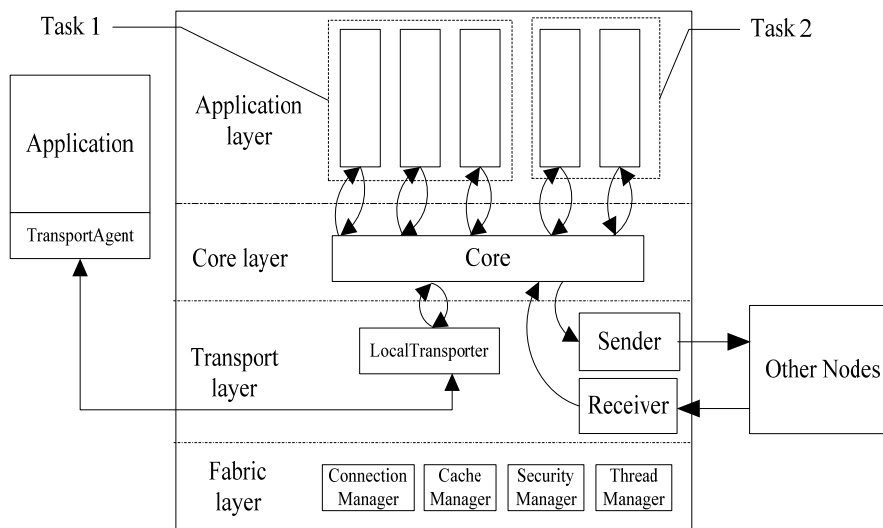 Task 1
Task 2
Application
TransportAgent
Application
layer
Core layer
Core
Transport
layer
LocalTransporter
Sender
Receiver
Other Nodes
Fabric
layer
Connection
Manager
Cache
Manager
Security
Manager
Thread
Manager